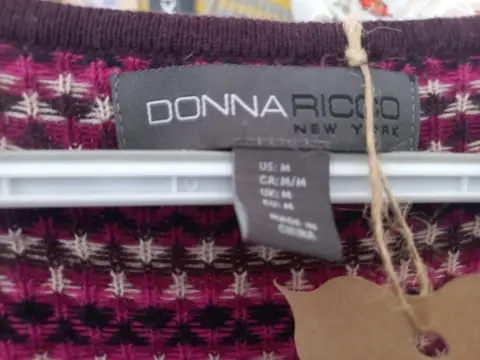 DONNA RICCO
NEW YORK
US: M
CA: M/M
UK: M
EU: M
MADE IN
CHINA